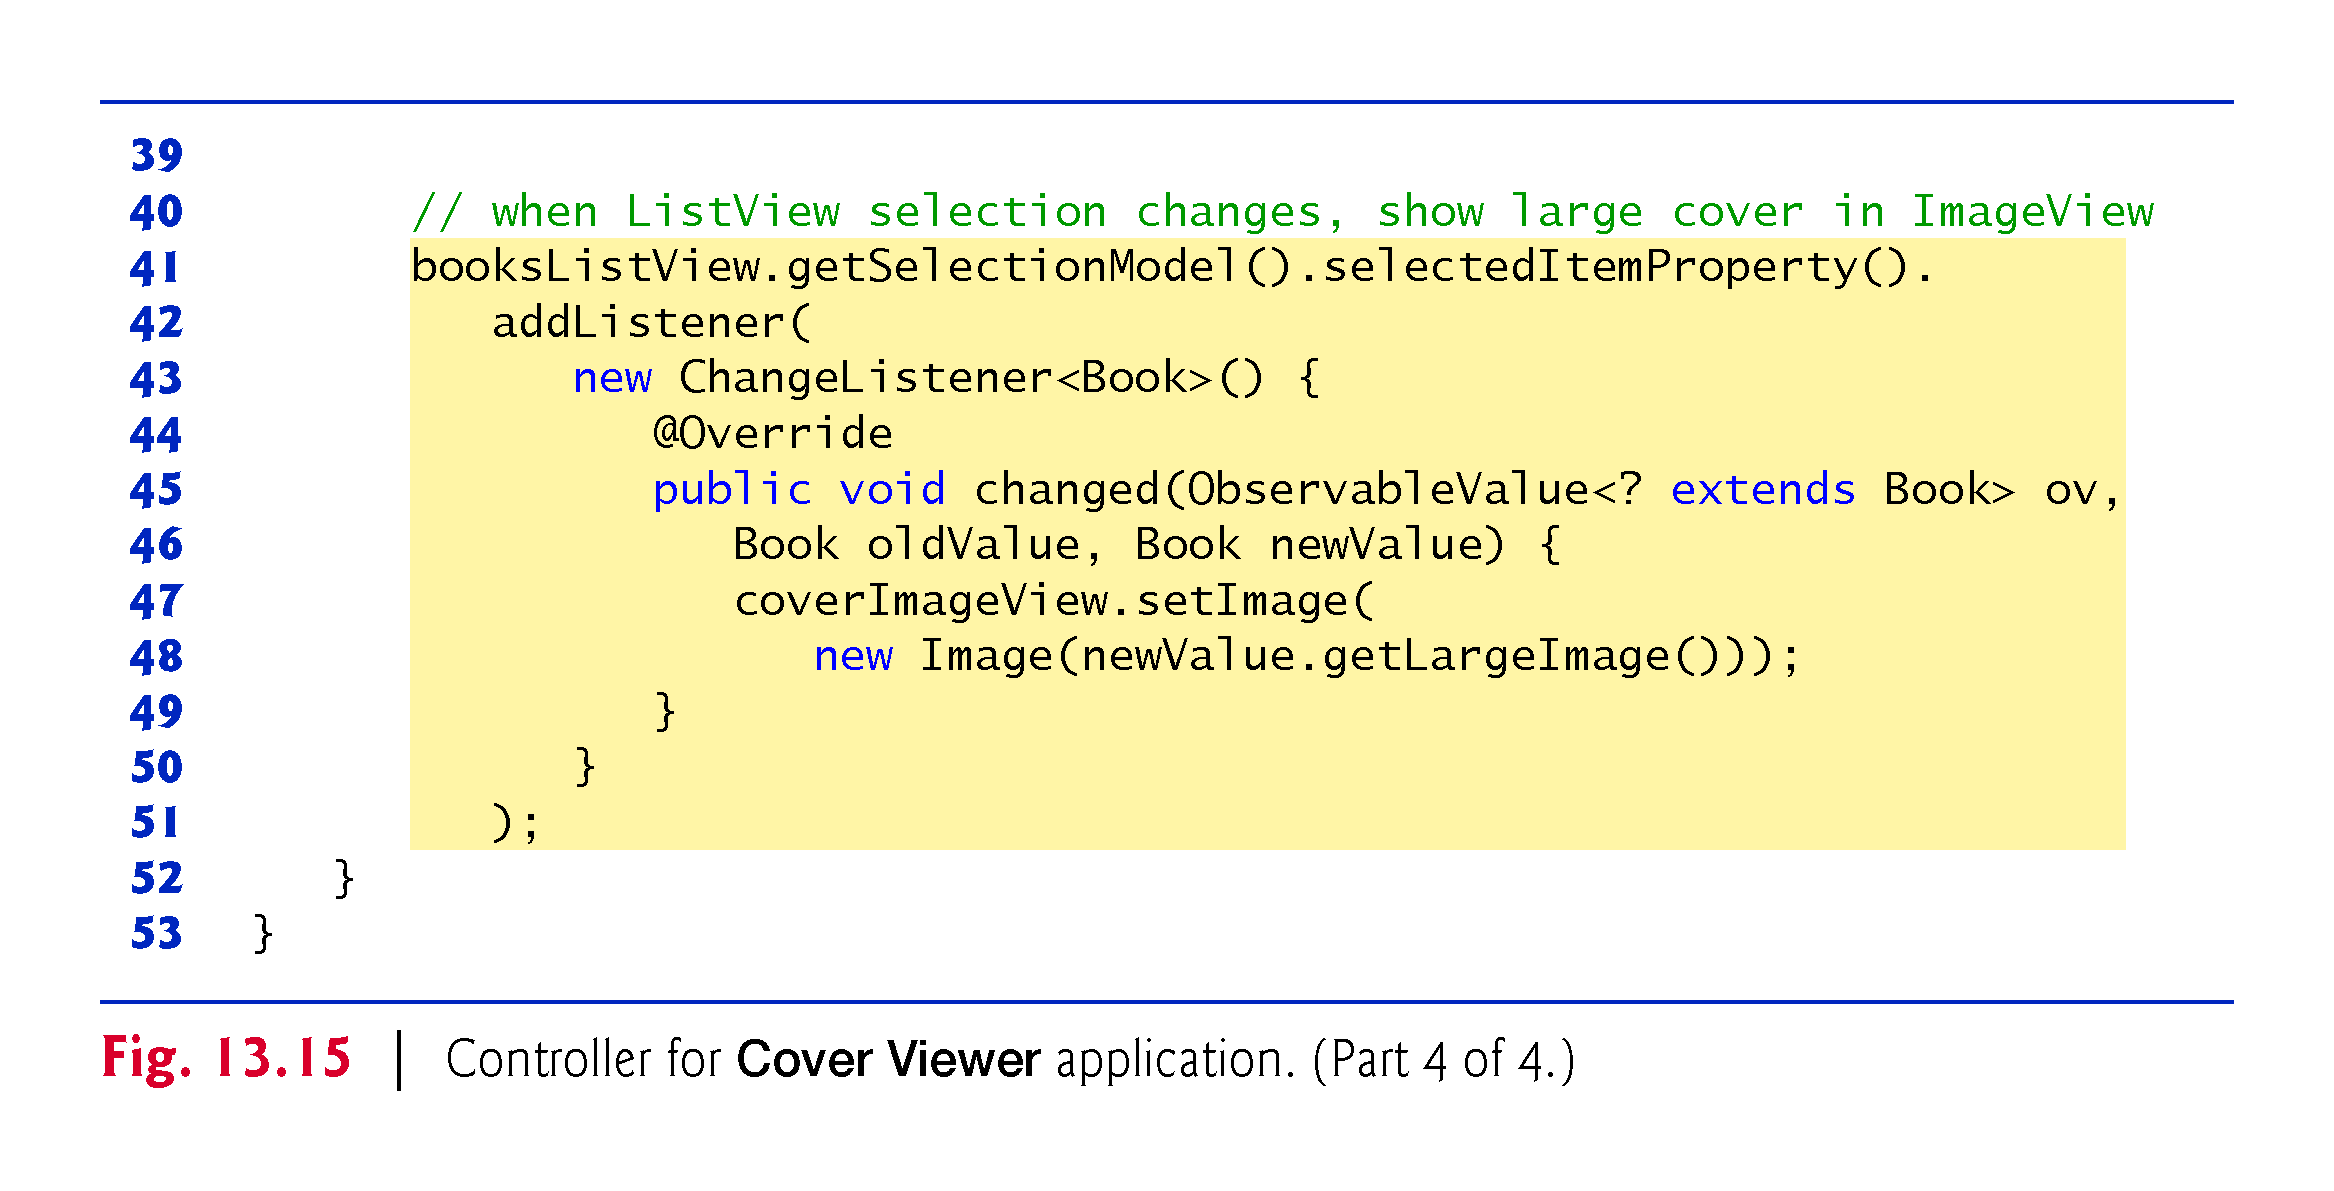 39
40 // when ListView selection changes, show large cover in ImageView
41 booksListView.getSelectionModel().selectedItemProperty().
42 addListener(
43 new ChangeListener<Book>() {
44 @Override
45 public void changed(ObservableValue<? extends Book> ov,
46 Book oldValue, Book newValue) {
47 coverImageView.setImage(
48 new Image(newValue.getLargeImage()));
49 }
50 }
51 );
52 }
53 }
Fig. 13.15 | Controller for Cover Viewer application. (Part 4 of 4.)